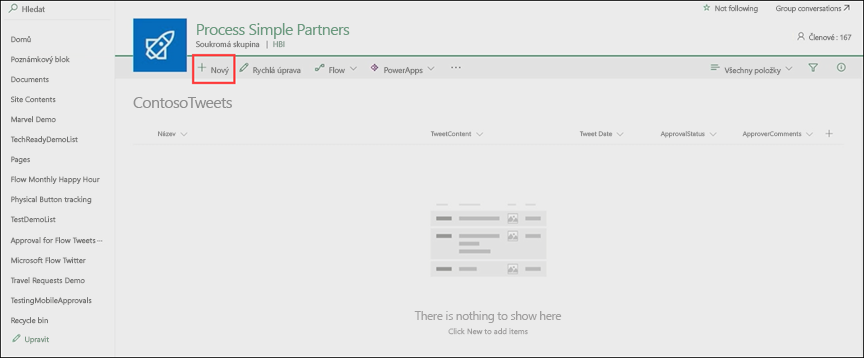 Hledat
Not following
Group conversations
Process Simple Partners
Soukromá skupina | HBI
Členové : 167
Domů
Poznámkový blok
Documents
Site Contents
Marvel Demo
TechReadyDemoList
Pages
Flow Monthly Happy Hour
Physical Button tracking
TestDemoList
Approval for Flow Tweets ···
Microsoft Flow Twitter
Travel Requests Demo
TestingMobileApprovals
Recycle bin
Upravit
+ Nový
Rychlá úprava
Flow
PowerApps
···
Všechny položky
ContosoTweets
Název
TweetContent
Tweet Date
ApprovalStatus
ApproverComments
+
There is nothing to show here
Click New to add items